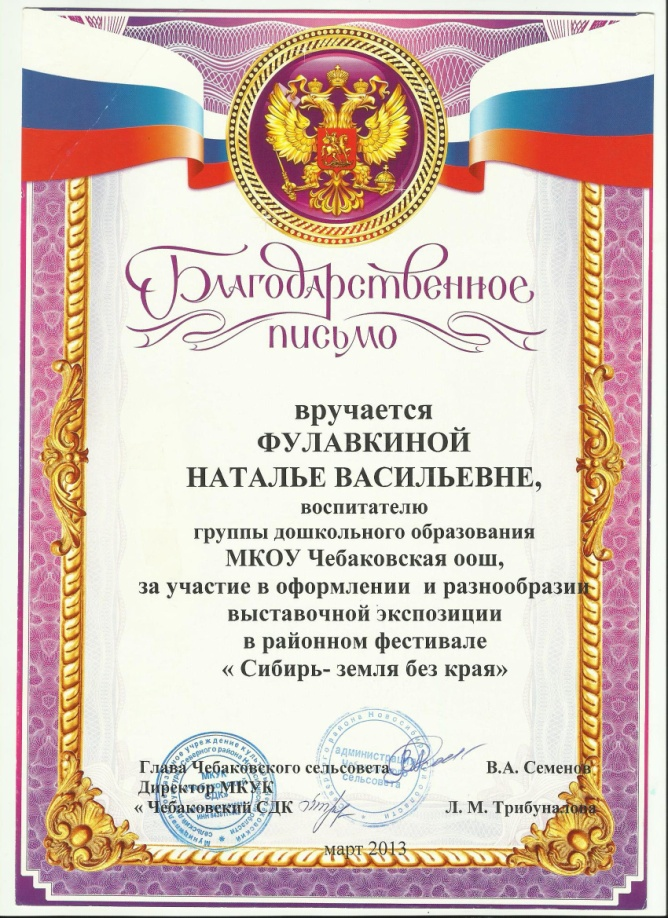 Благодарственное
письмо
вручается
ФУЛАВКИНОЙ
НАТАЛЬЕ ВАСИЛЬЕВНЕ,
воспитателю
группы дошкольного образования
МКОУ Чебаковская оош,
за участие в оформлении и разнообразии
выставочной экспозиции
в районном фестивале
« Сибирь- земля без края»
Глава Чебаковского сельсовета В.А. Семенов
Директор МКУК
« Чебаковский СДК Л. М. Трибуналова
март 2013
администрация
сельсовета
МКУК
СДК»